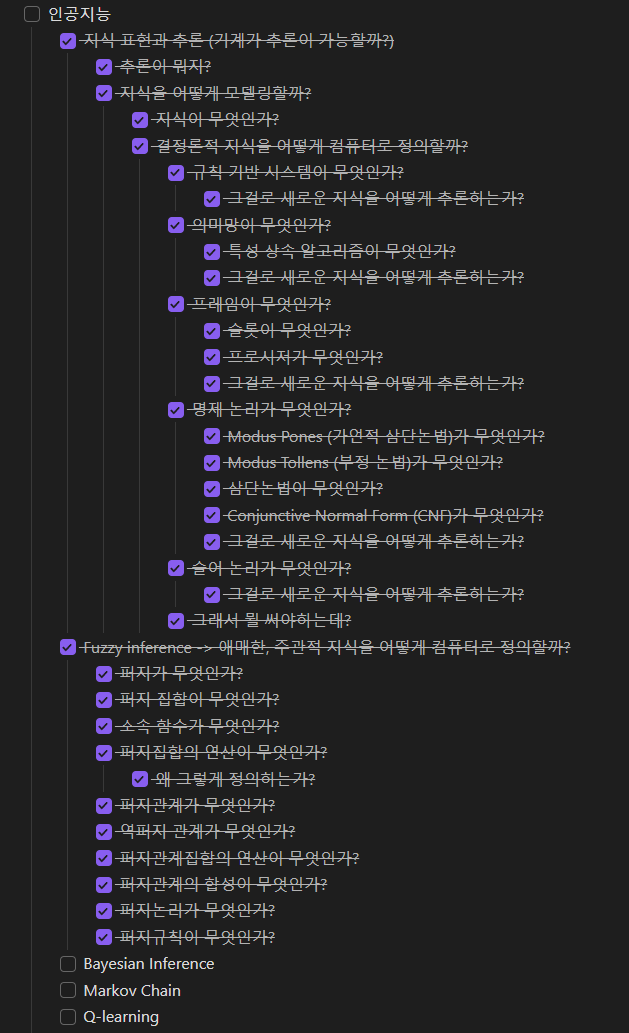 인공지능
지식 표현과 추론 (기계가 추론이 가능할까?)
추론이 뭐지?
지식을 어떻게 모델링할까?
지식이 무엇인가?
결정론적 지식을 어떻게 컴퓨터로 정의할까?
규칙 기반 시스템이 무엇인가?
그걸로 새로운 지식을 어떻게 추론하는가?
의미망이 무엇인가?
특성 상속 알고리즘이 무엇인가?
그걸로 새로운 지식을 어떻게 추론하는가?
프레임이 무엇인가?
슬롯이 무엇인가?
프로시저가 무엇인가?
그걸로 새로운 지식을 어떻게 추론하는가?
명제 논리가 무엇인가?
Modus Pones (가언적 삼단논법)가 무엇인가?
Modus Tollens (부정 논법)가 무엇인가?
삼단논법이 무엇인가?
Conjunctive Normal Form (CNF)가 무엇인가?
그걸로 새로운 지식을 어떻게 추론하는가?
술어 논리가 무엇인가?
그걸로 새로운 지식을 어떻게 추론하는가?
그래서 뭘 써야하는데?
Fuzzy inference -> 애매한, 주관적 지식을 어떻게 컴퓨터로 정의할까?
퍼지가 무엇인가?
퍼지 집합이 무엇인가?
소속 함수가 무엇인가?
퍼지집합의 연산이 무엇인가?
왜 그렇게 정의하는가?
퍼지관계가 무엇인가?
역퍼지 관계가 무엇인가?
퍼지관계집합의 연산이 무엇인가?
퍼지관계의 합성이 무엇인가?
퍼지논리가 무엇인가?
퍼지규칙이 무엇인가?
Bayesian Inference
Markov Chain
Q-learning